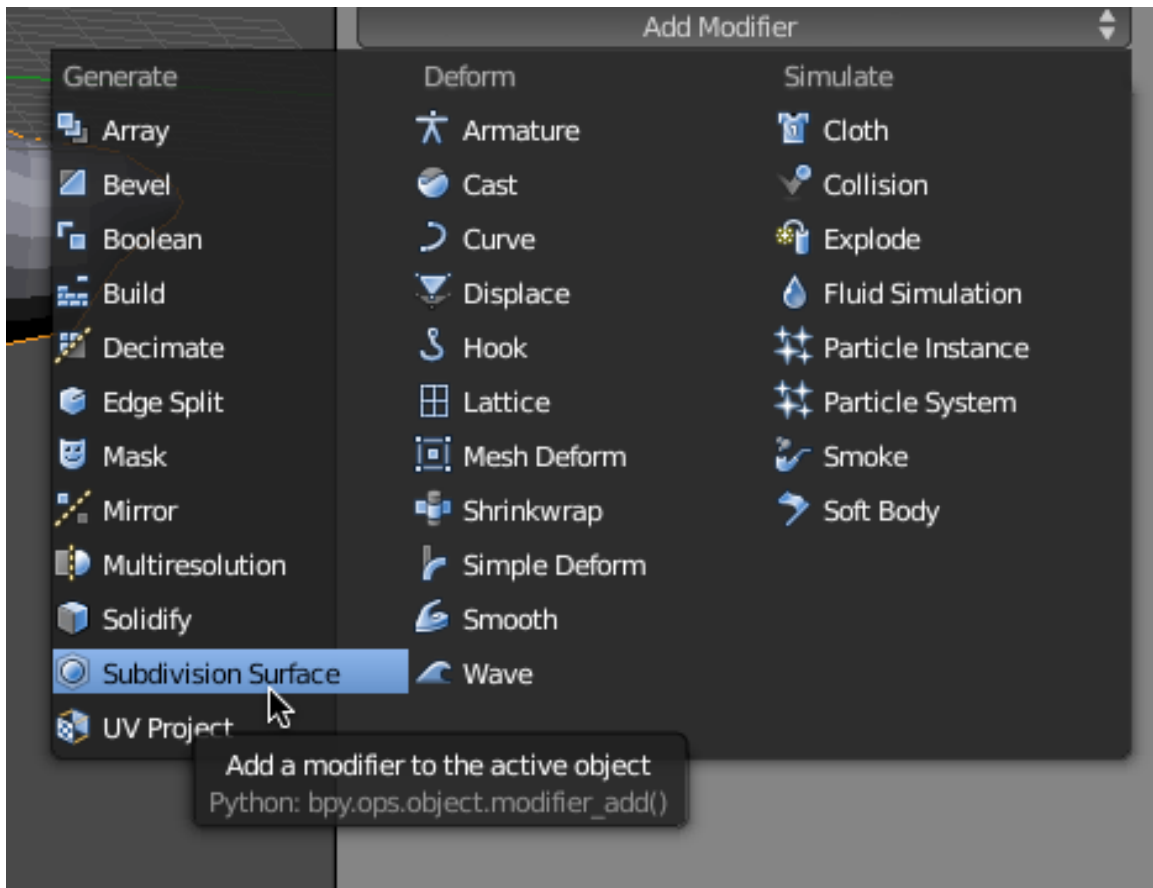 Add Modifier
Generate
Array
Bevel
Boolean
Build
Decimate
Edge Split
Mask
Mirror
Multiresolution
Solidify
Subdivision Surface
UV Project
Deform
Armature
Cast
Curve
Displace
Hook
Lattice
Mesh Deform
Shrinkwrap
Simple Deform
Smooth
Wave
Simulate
Cloth
Collision
Explode
Fluid Simulation
Particle Instance
Particle System
Smoke
Soft Body
Add a modifier to the active object
Python: bpy.ops.object.modifier_add()